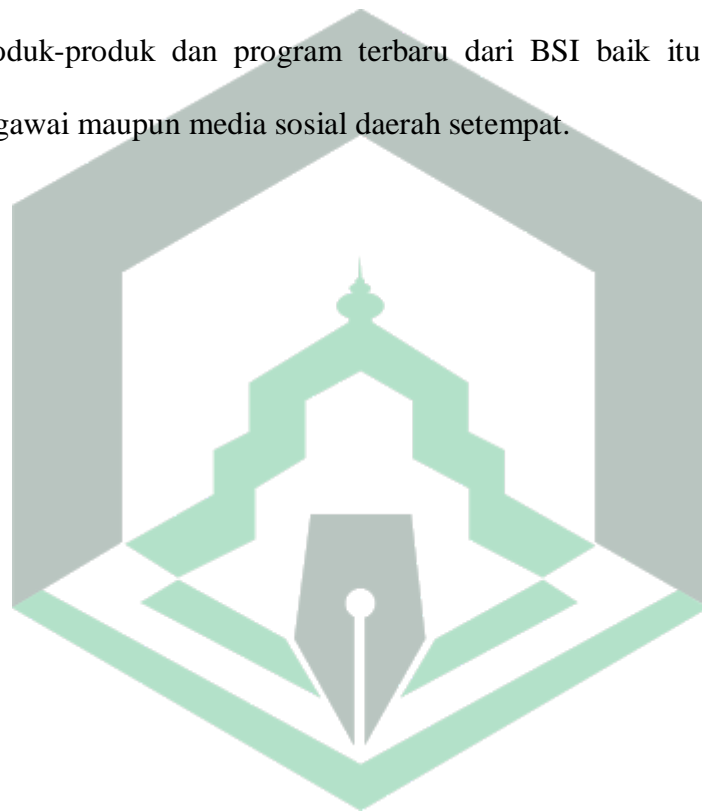 oduk-produk dan program terbaru dari BSI baik itu
gawai maupun media sosial daerah setempat.